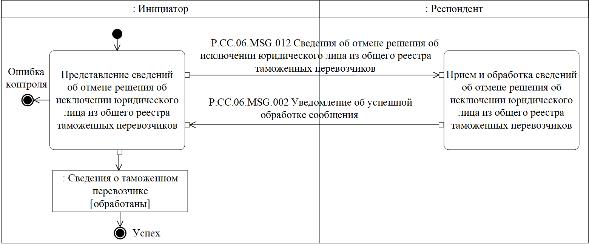 : Инициатор
: Респондент
P.CC.06.MSG.012 Сведения об отмене решения об
исключении юридического лица из общего реестра
таможенных перевозчиков
Ошибка
контроля
Представление сведений
об отмене решения об
исключении юридического
лица из общего реестра
таможенных перевозчиков
Прием и обработка сведений
об отмене решения об
исключении юридического
лица из общего реестра
таможенных перевозчиков
P.CC.06.MSG.002 Уведомление об успешной
обработке сообщения
: Сведения о таможенном
перевозчике
[обработаны]
Успех